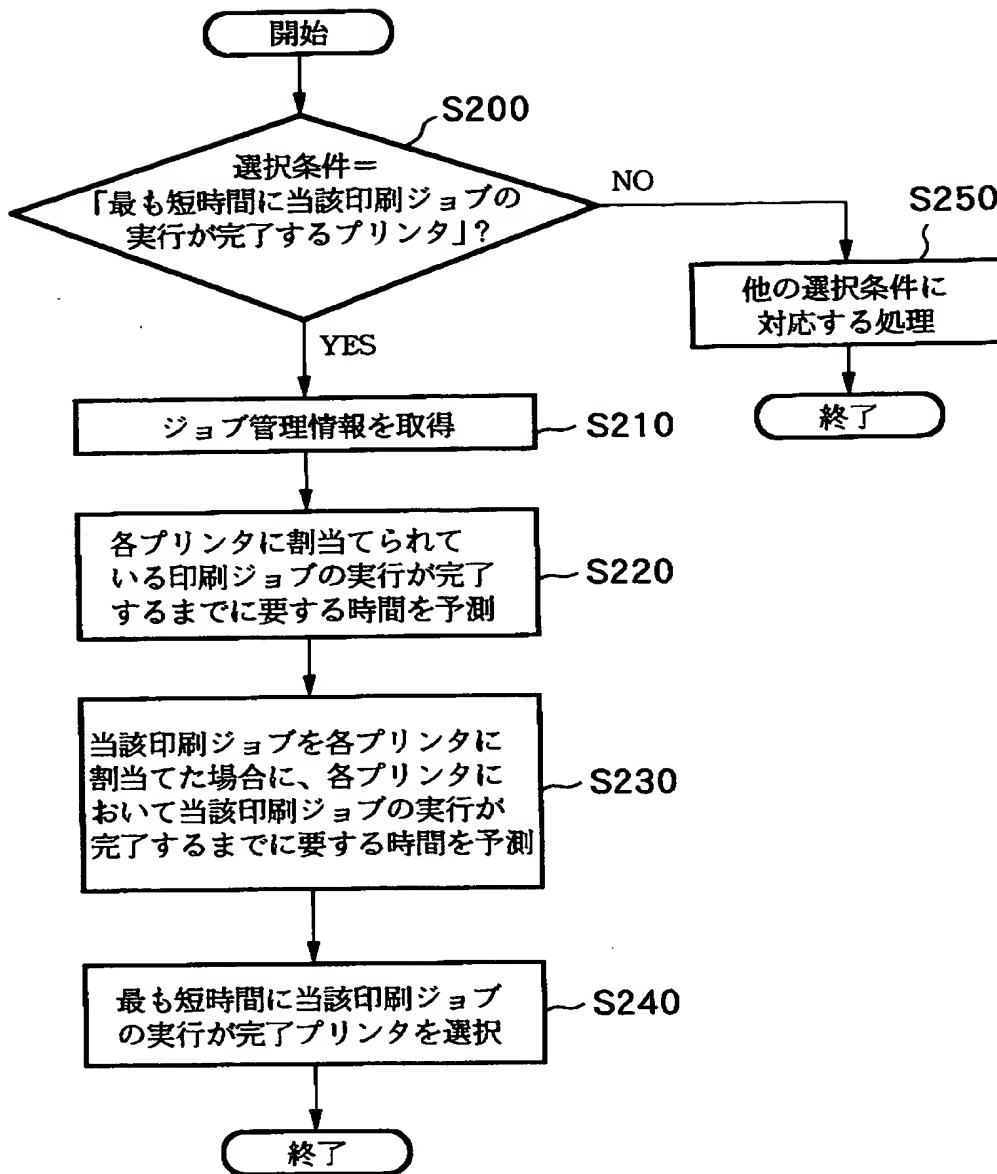 開始
S200
選択条件＝
「最も短時間に当該印刷ジョブの
実行が完了するプリンタ」?
NO
S250
他の選択条件に
対応する処理
終了
YES
ジョブ管理情報を取得
S210
各プリンタに割当てられて
いる印刷ジョブの実行が完了
するまでに要する時間を予測
S220
当該印刷ジョブを各プリンタに
割当てた場合に、各プリンタに
おいて当該印刷ジョブの実行が
完了するまでに要する時間を予測
S230
最も短時間に当該印刷ジョブ
の実行が完了プリンタを選択
S240
終了